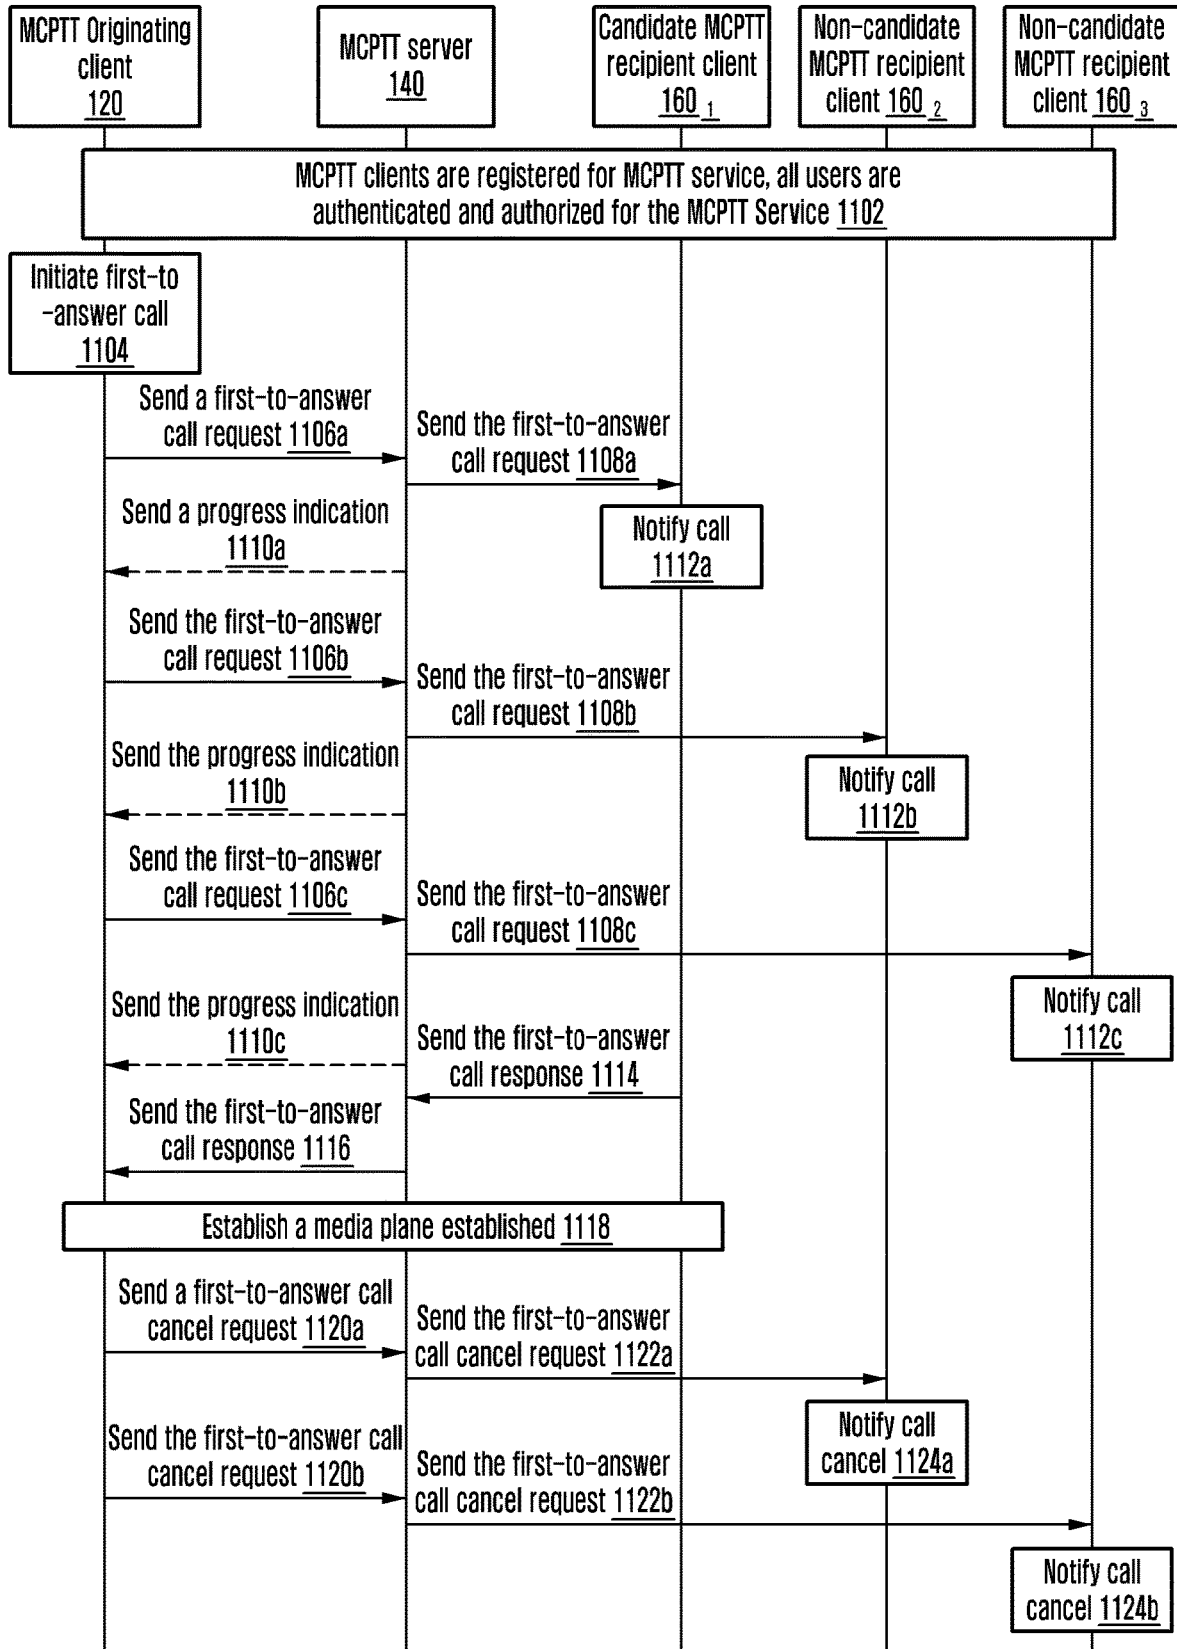 MCPTT Originating
client
120
MCPTT server
140
Candidate MCPTT
recipient client
160 1
Non-candidate
MCPTT recipient
client 160 2
Non-candidate
MCPTT recipient
client 160 3
MCPTT clients are registered for MCPTT service, all users are
authenticated and authorized for the MCPTT Service 1102
Initiate first-to
-answer call
1104
Send a first-to-answer
call request 1106a
Send the first-to-answer
call request 1108a
Send a progress indication
1110a
Notify call
1112a
Send the first-to-answer
call request 1106b
Send the first-to-answer
call request 1108b
Send the progress indication
1110b
Notify call
1112b
Send the first-to-answer
call request 1106c
Send the first-to-answer
call request 1108c
Send the progress indication
1110c
Notify call
1112c
Send the first-to-answer
call response 1114
Send the first-to-answer
call response 1116
Establish a media plane established 1118
Send a first-to-answer call
cancel request 1120a
Send the first-to-answer
call cancel request 1122a
Notify call
cancel 1124a
Send the first-to-answer call
cancel request 1120b
Send the first-to-answer
call cancel request 1122b
Notify call
cancel 1124b